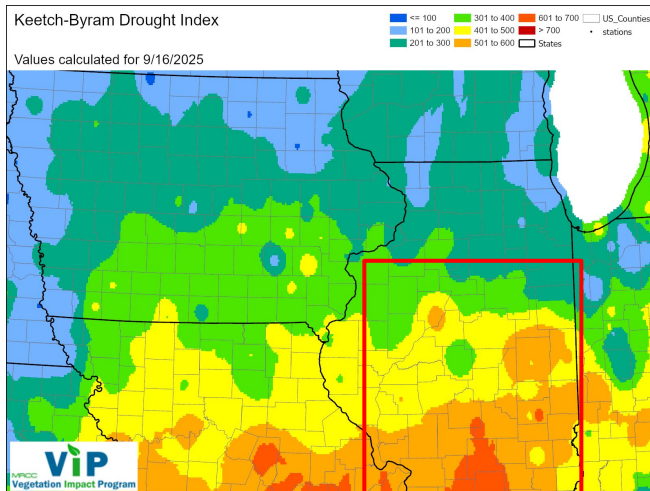 Keetch-Byram Drought Index
Values calculated for 9/16/2025
<= 100
101 to 200
201 to 300
301 to 400
401 to 500
501 to 600
601 to 700
> 700
States
US_Counties
stations
MRCC
ViP
Vegetation Impact Program